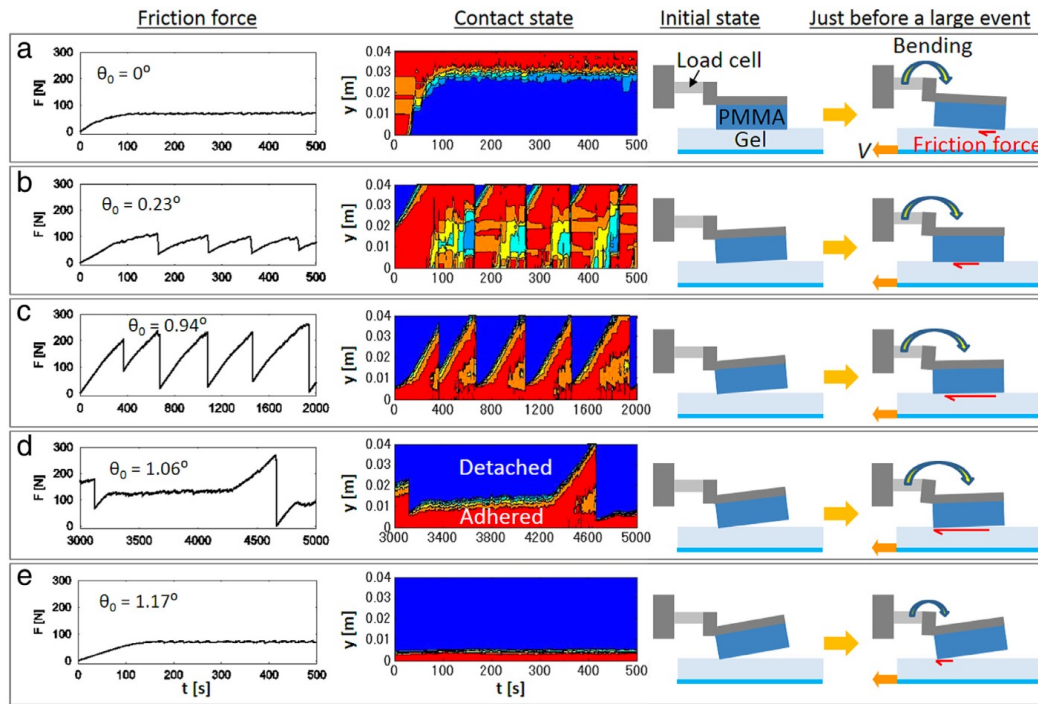 Friction force Contact state Initial state Just before a large event
a
300
200
100
0
F [N]
θ0 = 0°
0 100 200 300 400 500
0.04
0.03
0.02
0.01
0
y [m]
0 100 200 300 400 500
Load cell
PMMA
Gel
Bending
V
Friction force
b
300
200
100
0
F [N]
θ0 = 0.23°
0 100 200 300 400 500
0.04
0.03
0.02
0.01
0
y [m]
0 100 200 300 400 500
c
300
200
100
0
F [N]
θ0 = 0.94°
0 400 800 1200 1600 2000
0.04
0.03
0.02
0.01
0
y [m]
0 400 800 1200 1600 2000
d
300
200
100
0
F [N]
θ0 = 1.06°
3000 4000 5000
0.04
0.03
0.02
0.01
0
y [m]
Detached
Adhered
3000 3800 4200 4600 5000
e
300
200
100
0
F [N]
θ0 = 1.17°
0 100 200 300 400 500
t [s]
0.04
0.03
0.02
0.01
0
y [m]
0 100 200 300 400 500
t [s]